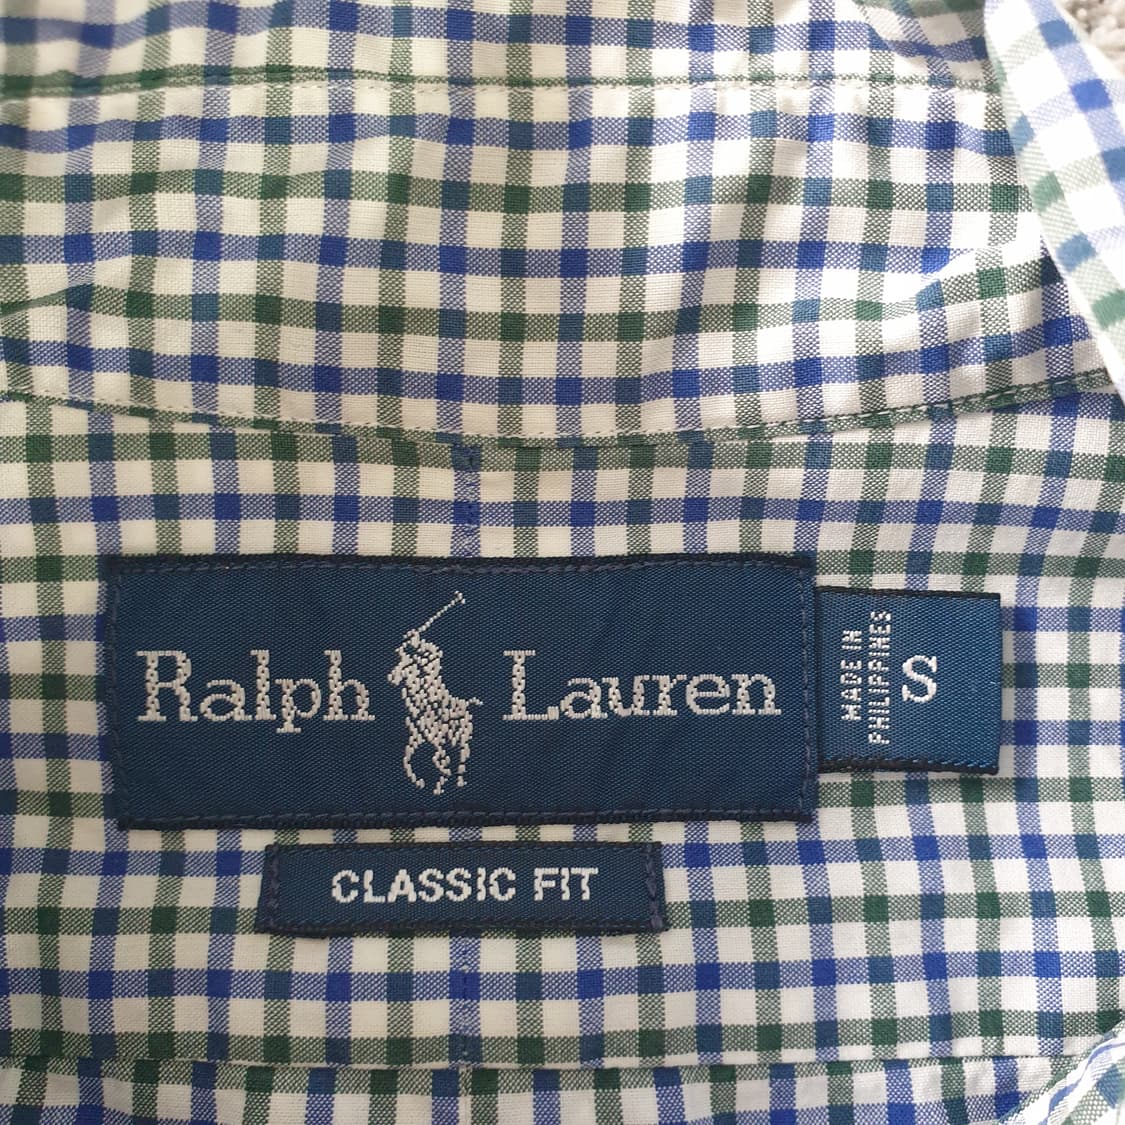 Ralph Lauren
MADE IN
PHILIPPINES
S
CLASSIC FIT